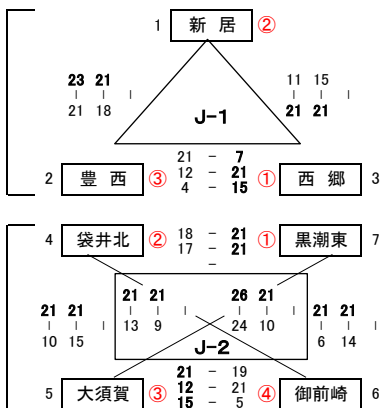 1 新居 ②
23 21 11 15
| | | | | |
21 18 21 21
J-1
21 - 7
2 豊西 ③ 12 - 21 ① 西郷 3
4 - 15
4 袋井北 ② 18 - 21 ① 黒潮東 7
17 - 21
-
21 21 26 21
21 21 | | | | | | 21 21
| | | 13 9 24 10 | | |
10 15 J-2 6 14
21 - 19
5 大須賀 ③ 12 - 21 ④ 御前崎 6
15 - 5